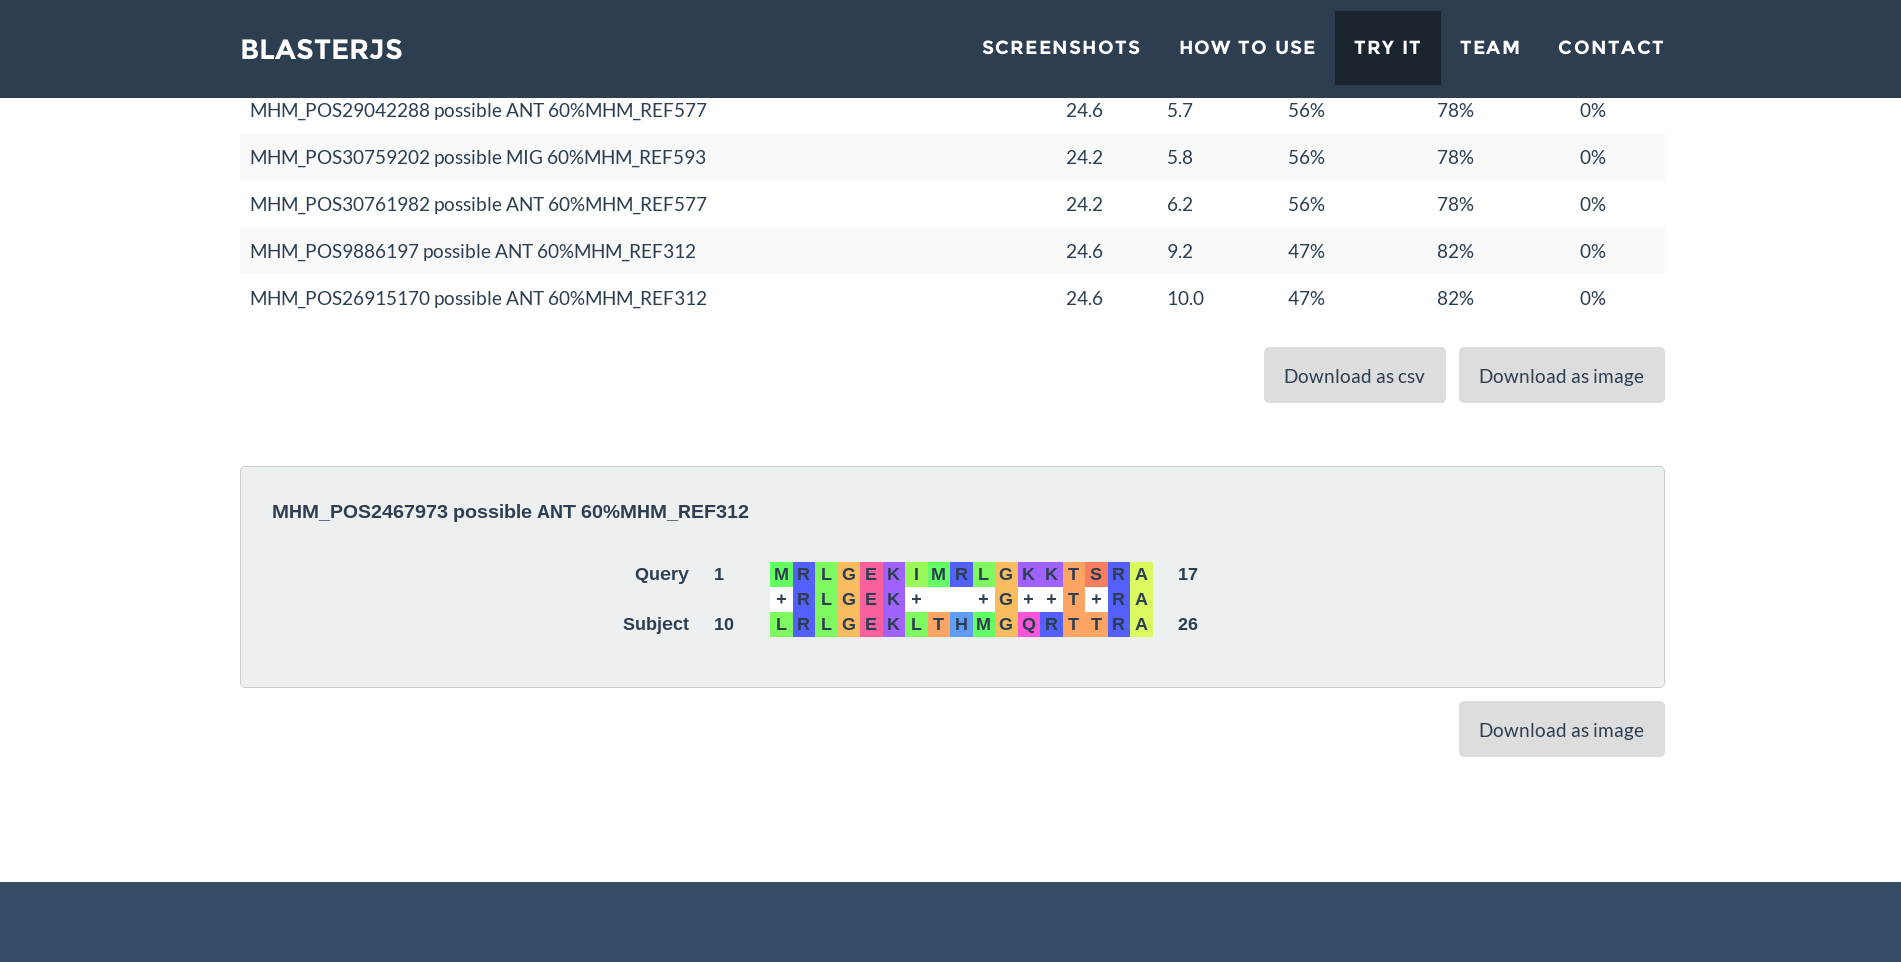 BLASTERJS SCREENSHOTS HOW TO USE TRY IT TEAM CONTACT
MHM_POS29042288 possible ANT 60%MHM_REF577 24.6 5.7 56% 78% 0%
MHM_POS30759202 possible MIG 60%MHM_REF593 24.2 5.8 56% 78% 0%
MHM_POS30761982 possible ANT 60%MHM_REF577 24.2 6.2 56% 78% 0%
MHM_POS9886197 possible ANT 60%MHM_REF312 24.6 9.2 47% 82% 0%
MHM_POS26915170 possible ANT 60%MHM_REF312 24.6 10.0 47% 82% 0%
Download as csv Download as image
MHM_POS2467973 possible ANT 60%MHM_REF312
Query 1 MRLGEKIMRLGKKTSRA 17
+RLGEK+  +G++T+RA
Subject 10 LRLGEKLTHMGQRTTRA 26
Download as image